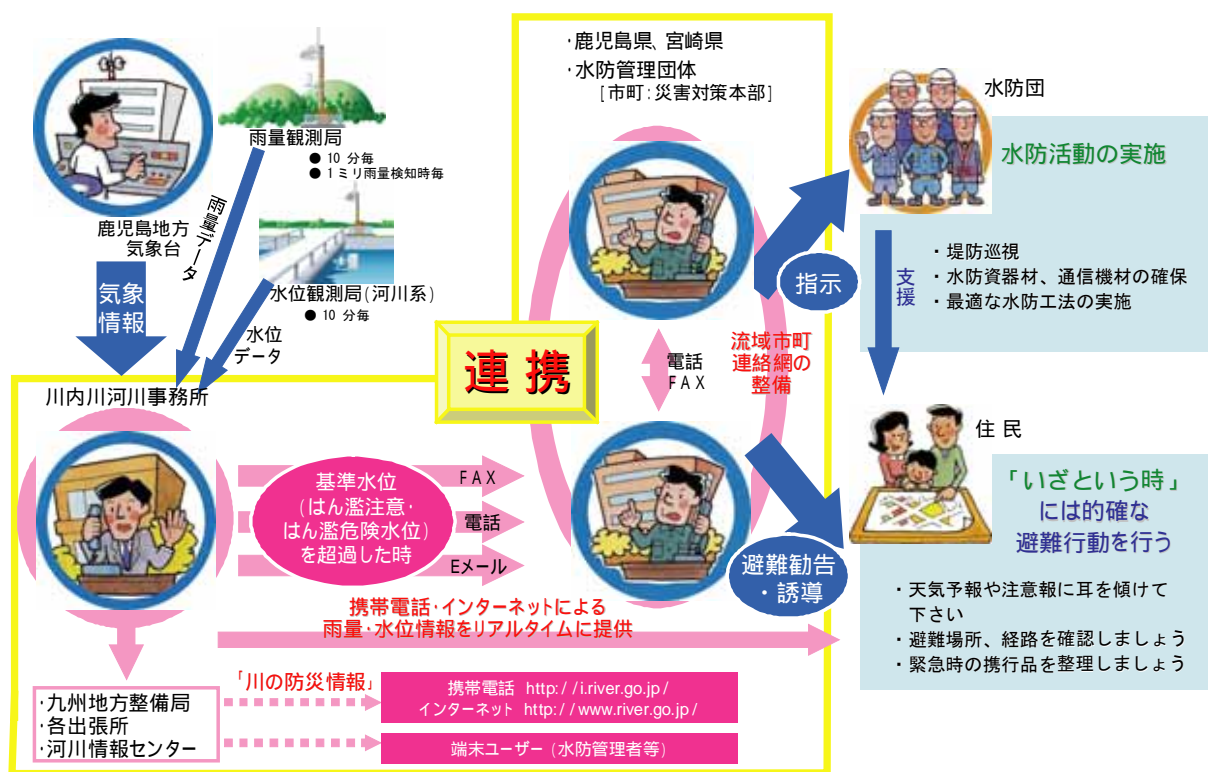 雨量観測局
● 10 分毎
● 1ミリ雨量検知時毎
鹿児島地方
気象台
雨量データ
気象
情報
水位観測局(河川系)
● 10 分毎
水位
データ
川内川河川事務所
連携
・鹿児島県、宮崎県
・水防管理団体
[市町:災害対策本部]
電話
FAX
流域市町
連絡網の
整備
指示
水防団
水防活動の実施
・堤防巡視
・水防資器材、通信機材の確保
・最適な水防工法の実施
支援
住民
「いざという時」
には的確な
避難行動を行う
・天気予報や注意報に耳を傾けて
下さい
・避難場所、経路を確認しましょう
・緊急時の携行品を整理しましょう
避難勧告
・誘導
基準水位
(はん濫注意・
はん濫危険水位)
を超過した時
FAX
電話
Eメール
携帯電話・インターネットによる
雨量・水位情報をリアルタイムに提供
・九州地方整備局
・各出張所
・河川情報センター
「川の防災情報」
携帯電話 http://i.river.go.jp/
インターネット http://www.river.go.jp/
端末ユーザー(水防管理者等)